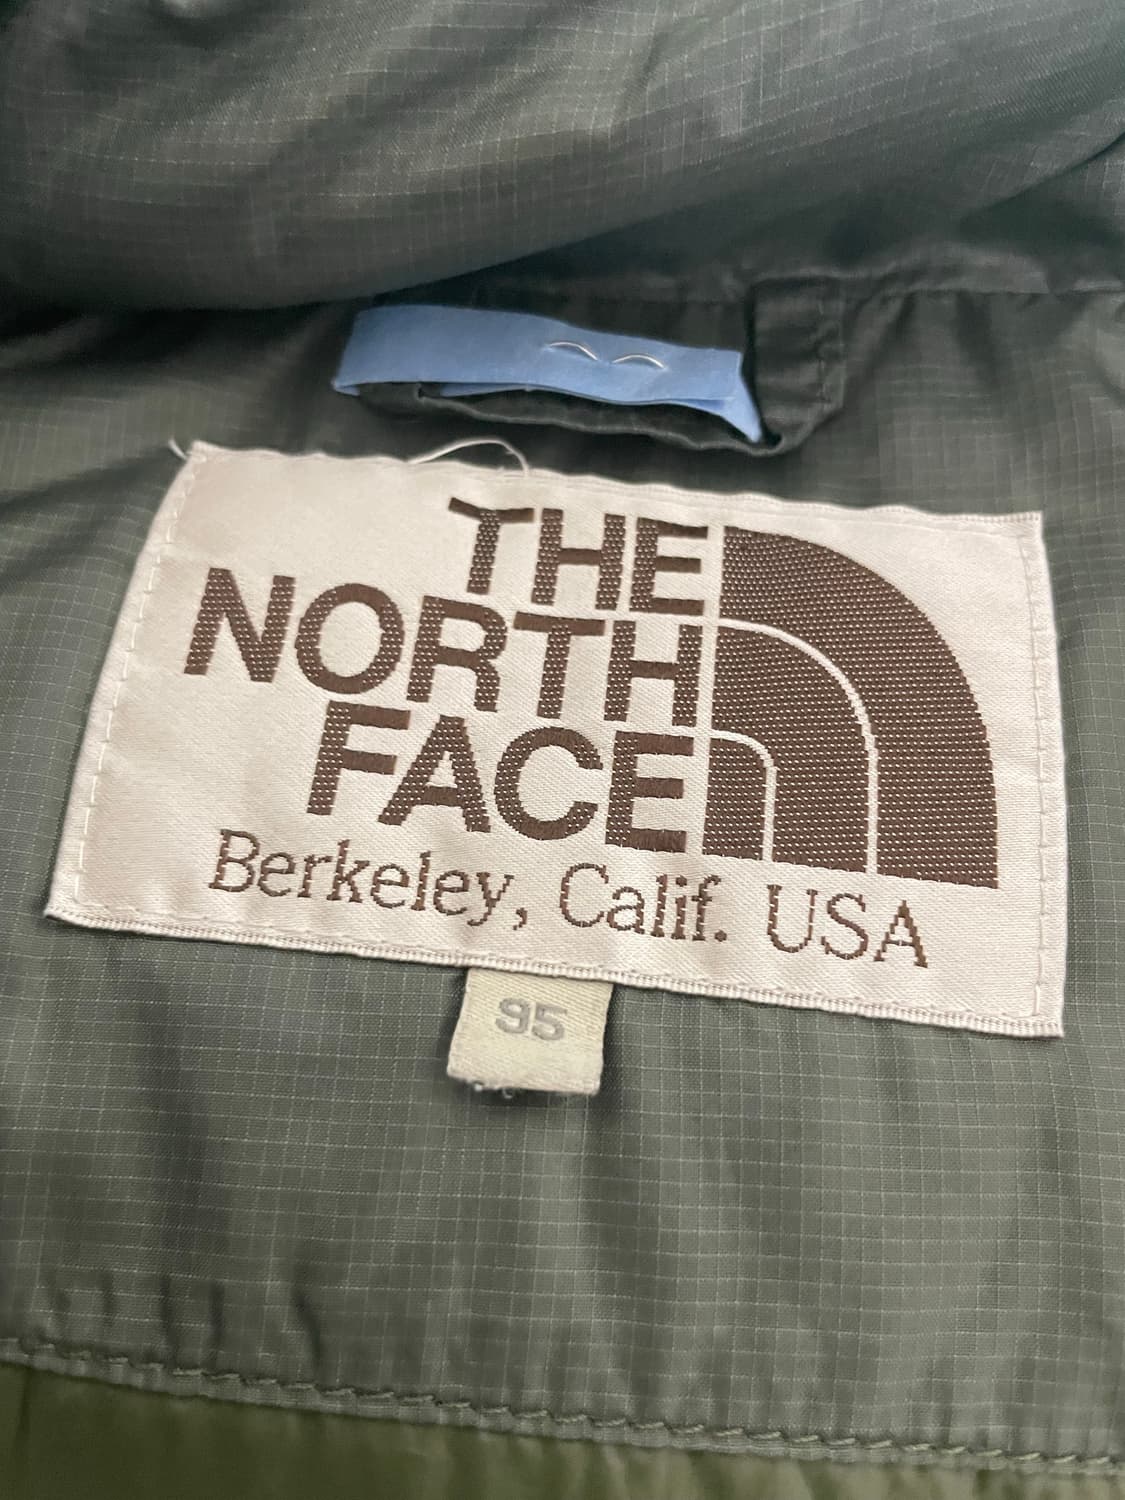 THE
NORTH
FACE
Berkeley, Calif. USA
95